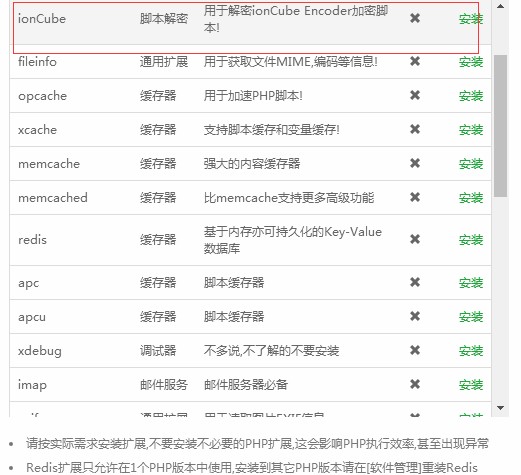 ionCube 脚本解密 用于解密ionCube Encoder加密脚 安装
本!
fileinfo 通用扩展 用于获取文件MIME,编码等信息! 安装
opcache 缓存器 用于加速PHP脚本! 安装
xcache 缓存器 支持脚本缓存和变量缓存! 安装
memcache 缓存器 强大的内容缓存器 安装
memcached 缓存器 比memcache支持更多高级功能 安装
redis 缓存器 基于内存亦可持久化的Key-Value 安装
数据库
apc 缓存器 脚本缓存器 安装
apcu 缓存器 脚本缓存器 安装
xdebug 调试器 不多说,不了解的不要安装 安装
imap 邮件服务 邮件服务器必备 安装
通用扩展 用于读取图片EXIF信息 安装
请按实际需求安装扩展,不要安装不必要的PHP扩展,这会影响PHP执行效率,甚至出现异常
Redis扩展只允许在1个PHP版本中使用,安装到其它PHP版本请在[软件管理]重装Redis